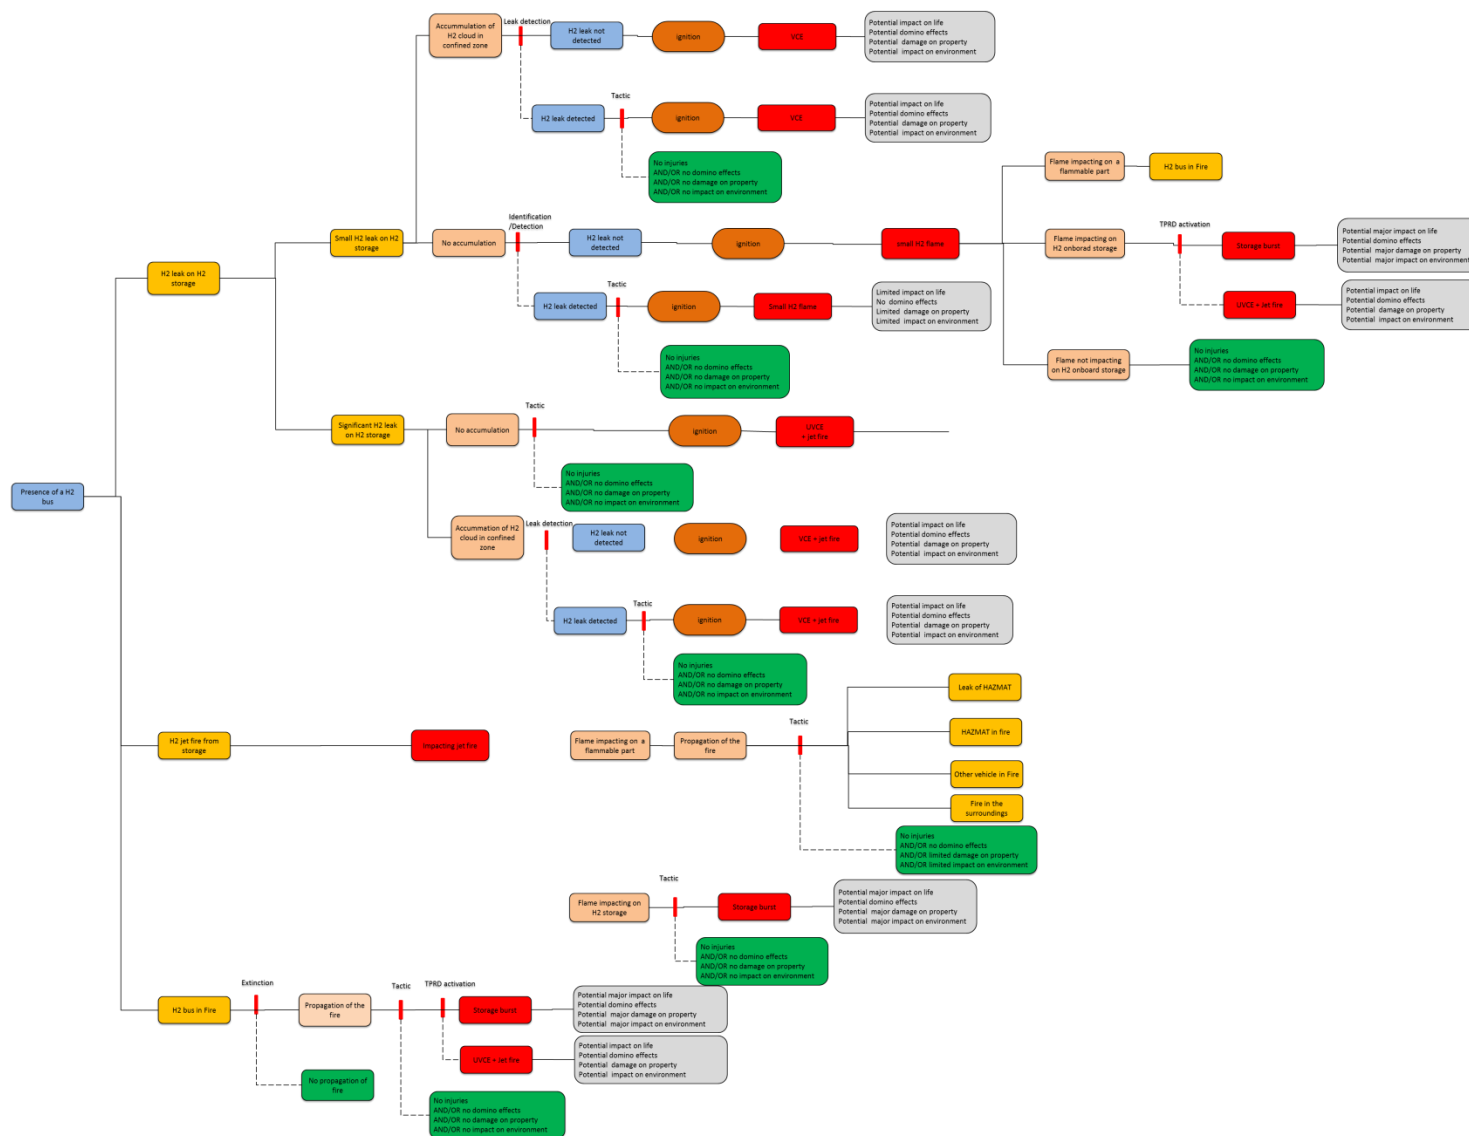 Accummulation of
H2 cloud in
confined zone
Leak detection
H2 leak not
detected
ignition
VCE
Potential impact on life
Potential domino effects
Potential damage on property
Potential impact on environment
H2 leak detected
Tactic
ignition
VCE
Potential impact on life
Potential domino effects
Potential damage on property
Potential impact on environment
No injuries
AND/OR no domino effects
AND/OR no damage on property
AND/OR no impact on environment
Flame impacting on a
flammable part
H2 bus in Fire
Small H2 leak on H2
storage
No accumulation
Identification
/Detection
H2 leak not
detected
ignition
small H2 flame
Flame impacting on
H2 onborad storage
TPRD activation
Storage burst
Potential major impact on life
Potential domino effects
Potential major damage on property
Potential major impact on environment
H2 leak on H2
storage
H2 leak detected
Tactic
ignition
Small H2 flame
Limited impact on life
No domino effects
Limited damage on property
Limited impact on environment
UVCE + Jet fire
Potential impact on life
Potential domino effects
Potential damage on property
Potential impact on environment
No injuries
AND/OR no domino effects
AND/OR no damage on property
AND/OR no impact on environment
Flame not impacting
on H2 onboard storage
No injuries
AND/OR no domino effects
AND/OR no damage on property
AND/OR no impact on environment
Significant H2 leak
on H2 storage
No accumulation
Tactic
ignition
UVCE
+ jet fire
No injuries
AND/OR no domino effects
AND/OR no damage on property
AND/OR no impact on environment
Presence of a H2
bus
Accummation of H2
cloud in confined
zone
Leak detection
H2 leak not
detected
ignition
VCE + jet fire
Potential impact on life
Potential domino effects
Potential damage on property
Potential impact on environment
H2 leak detected
Tactic
ignition
VCE + jet fire
Potential impact on life
Potential domino effects
Potential damage on property
Potential impact on environment
No injuries
AND/OR no domino effects
AND/OR no damage on property
AND/OR no impact on environment
H2 jet fire from
storage
Impacting jet fire
Flame impacting on a
flammable part
Propagation of the
fire
Tactic
Leak of HAZMAT
HAZMAT in fire
Other vehicle in Fire
Fire in the
surroundings
No injuries
AND/OR no domino effects
AND/OR limited damage on property
AND/OR limited impact on environment
Flame impacting on
H2 storage
Tactic
Storage burst
Potential major impact on life
Potential domino effects
Potential major damage on property
Potential major impact on environment
No injuries
AND/OR no domino effects
AND/OR no damage on property
AND/OR no impact on environment
H2 bus in Fire
Extinction
Propagation of the
fire
Tactic
TPRD activation
Storage burst
Potential major impact on life
Potential domino effects
Potential major damage on property
Potential major impact on environment
UVCE + Jet fire
Potential impact on life
Potential domino effects
Potential damage on property
Potential impact on environment
No propagation of
fire
No injuries
AND/OR no domino effects
AND/OR no damage on property
AND/OR no impact on environment